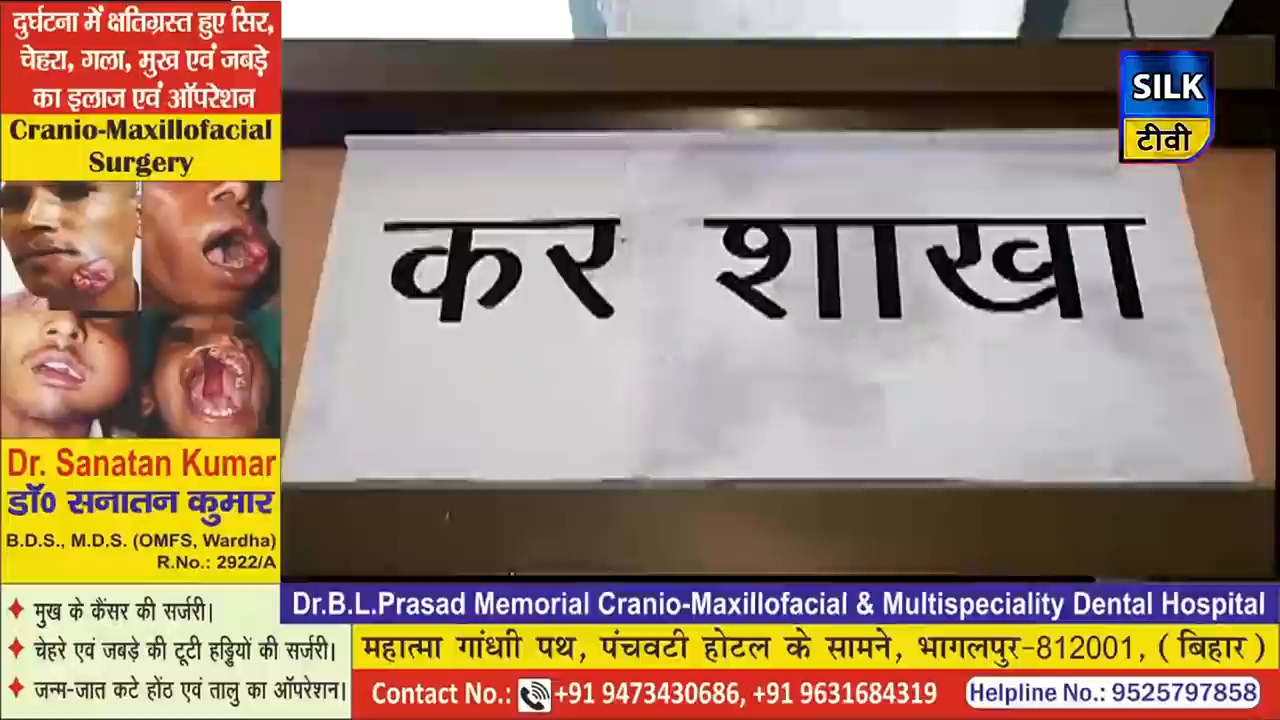 दुर्घटना में क्षतिग्रस्त हुए सिर,
चेहरा, गला, मुख एवं जबड़े
का इलाज एवं ऑपरेशन
Cranio-Maxillofacial
Surgery
Dr. Sanatan Kumar
डॉ० सनातन कुमार
B.D.S., M.D.S. (OMFS, Wardha)
R.No.: 2922/A
मुख के कैंसर की सर्जरी।
चेहरे एवं जबड़े की टूटी हड्डियों की सर्जरी।
जन्म-जात कटे होंठ एवं तालु का ऑपरेशन।
SILK
टीवी
कर शाखा
Dr.B.L.Prasad Memorial Cranio-Maxillofacial & Multispeciality Dental Hospital
महात्मा गांधाी पथ, पंचवटी होटल के सामने, भागलपुर-812001, ( बिहार )
Contact No.: +91 9473430686, +91 9631684319
Helpline No.: 9525797858